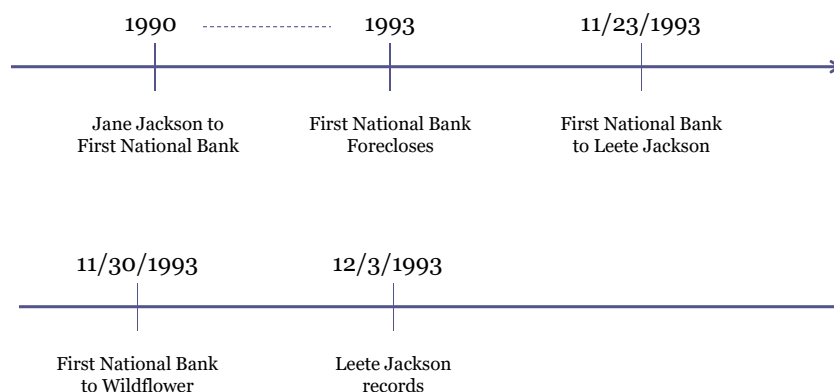 1990
1993
11/23/1993
Jane Jackson to
First National Bank
First National Bank
Forecloses
First National Bank
to Leete Jackson
11/30/1993
12/3/1993
First National Bank
to Wildflower
Leete Jackson
records